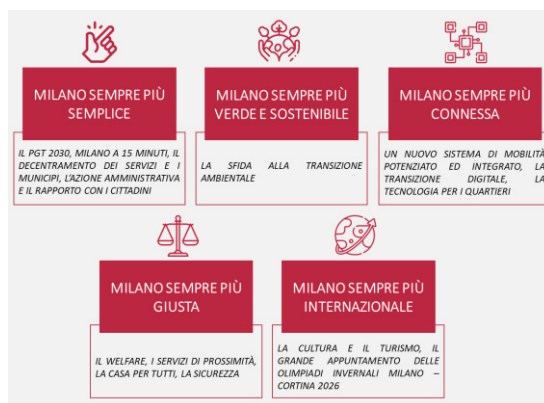 MILANO SEMPRE PIÙ
SEMPLICE
IL PGT 2030, MILANO A 15 MINUTI, IL
DECENTRAMENTO DEI SERVIZI E I
MUNICIPI, L'AZIONE AMMINISTRATIVA
E IL RAPPORTO CON I CITTADINI
MILANO SEMPRE PIÙ
VERDE E SOSTENIBILE
LA SFIDA ALLA TRANSIZIONE
AMBIENTALE
MILANO SEMPRE PIÙ
CONNESSA
UN NUOVO SISTEMA DI MOBILITÀ
POTENZIATO ED INTEGRATO, LA
TRANSIZIONE DIGITALE, LA
TECNOLOGIA PER I QUARTIERI
MILANO SEMPRE PIÙ
GIUSTA
IL WELFARE, I SERVIZI DI PROSSIMITÀ,
LA CASA PER TUTTI, LA SICUREZZA
MILANO SEMPRE PIÙ
INTERNAZIONALE
LA CULTURA E IL TURISMO, IL
GRANDE APPUNTAMENTO DELLE
OLIMPIADI INVERNALI MILANO –
CORTINA 2026